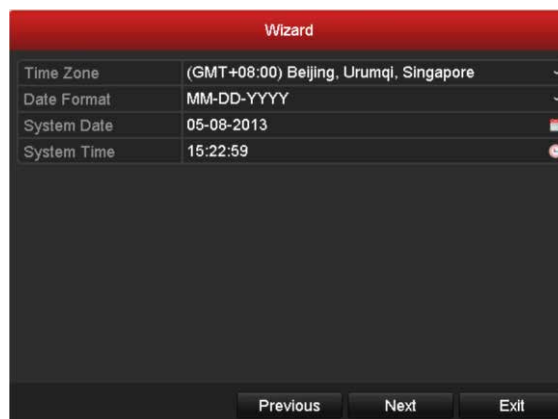 Wizard
Time Zone (GMT+08:00) Beijing, Urumqi, Singapore
Date Format MM-DD-YYYY
System Date 05-08-2013
System Time 15:22:59
Previous Next Exit